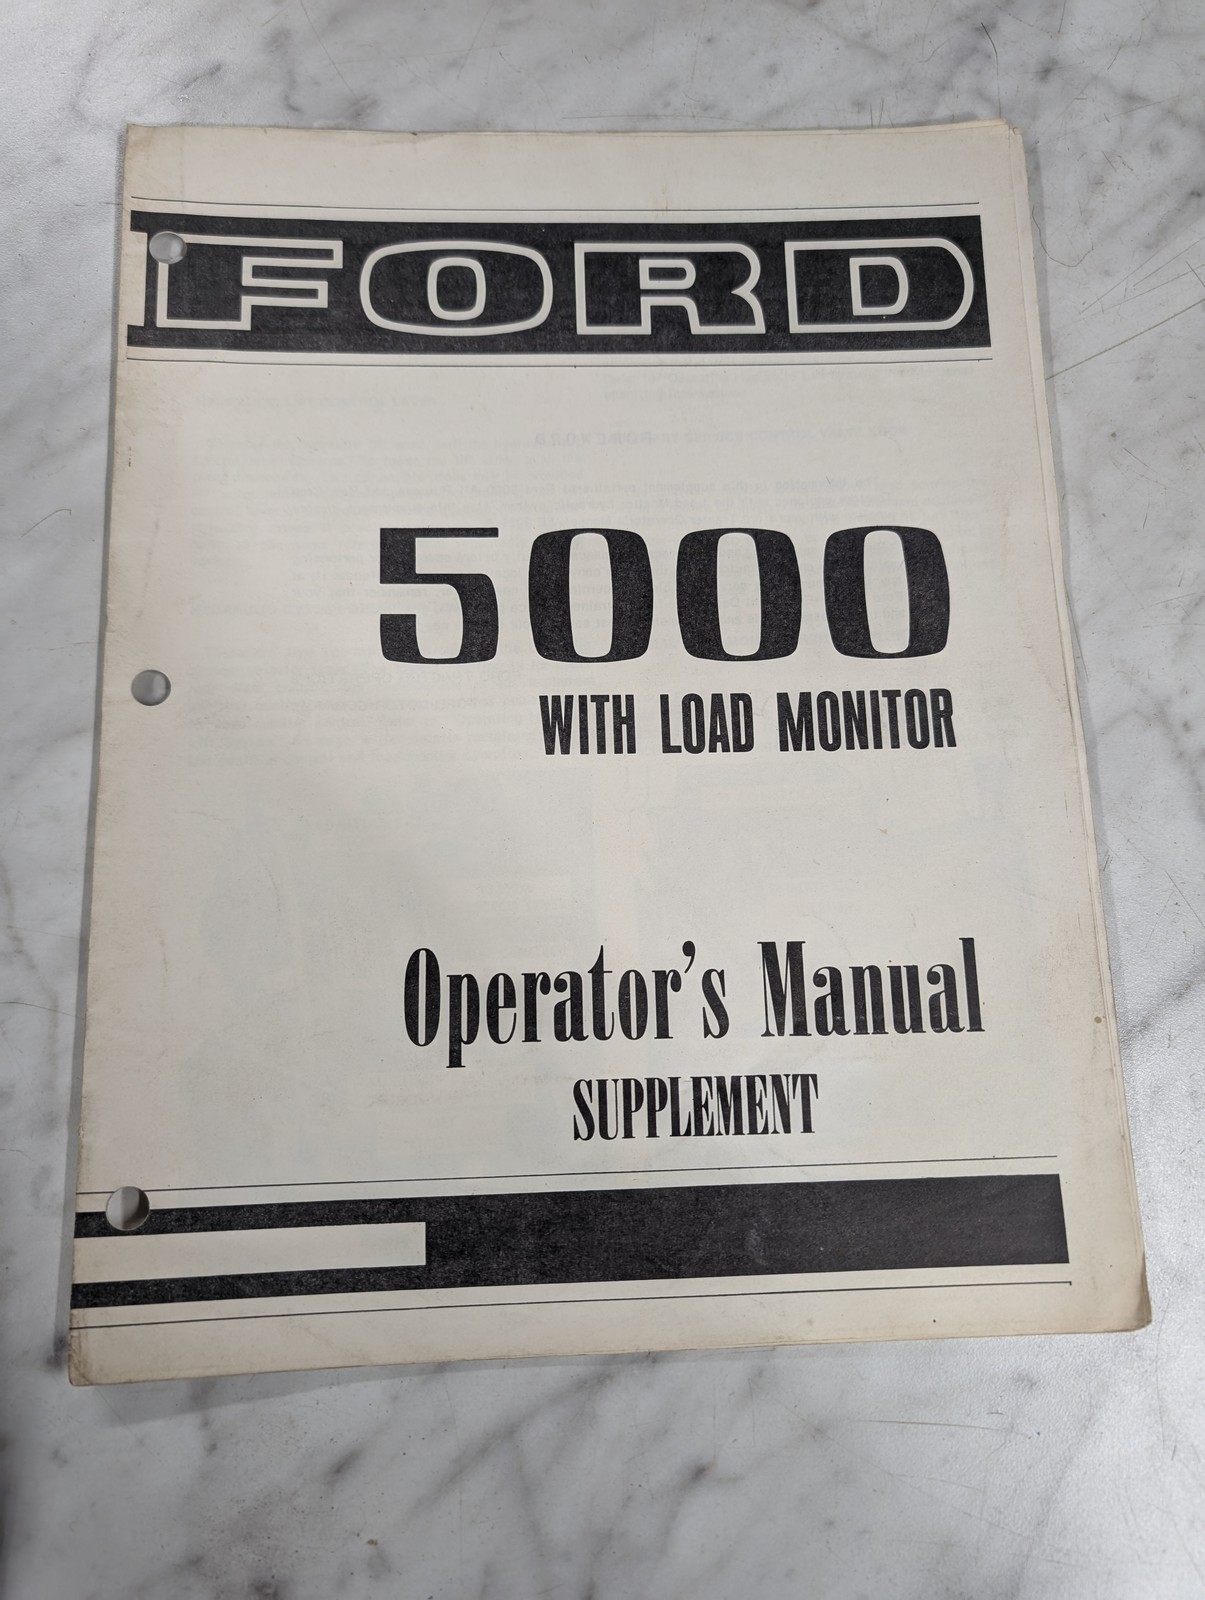 FORD
5000
WITH LOAD MONITOR
Operator's Manual
SUPPLEMENT